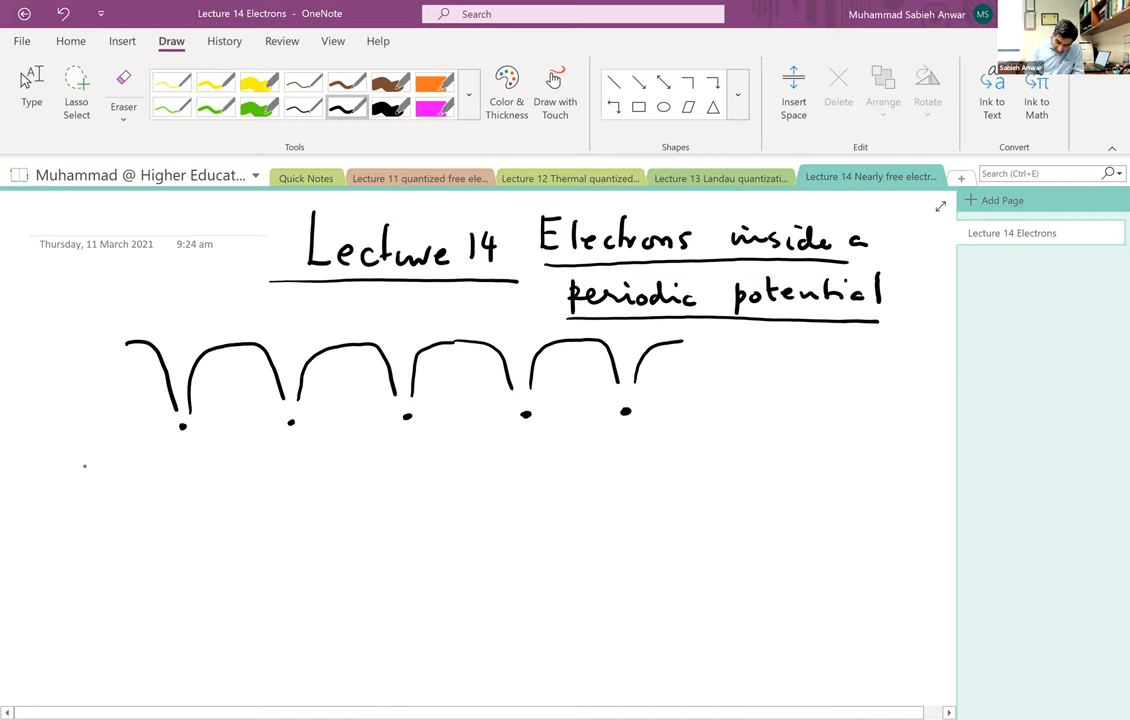 Lecture 14 Electrons - OneNote
Search
Muhammad Sabieh Anwar
MS
File
Home
Insert
Draw
History
Review
View
Help
Sabieh Anwar
Type
Lasso
Select
Eraser
Color &
Thickness
Draw with
Touch
Insert
Space
Delete
Arrange
Rotate
Ink to
Text
Ink to
Math
Tools
Shapes
Edit
Convert
Muhammad @ Higher Educat...
Quick Notes
Lecture 11 quantized free ele...
Lecture 12 Thermal quantized...
Lecture 13 Landau quantizati...
Lecture 14 Nearly free electr...
Search (Ctrl+E)
Add Page
Lecture 14 Electrons
Thursday, 11 March 2021
9:24 am
Lecture 14 Electrons inside a
periodic potential